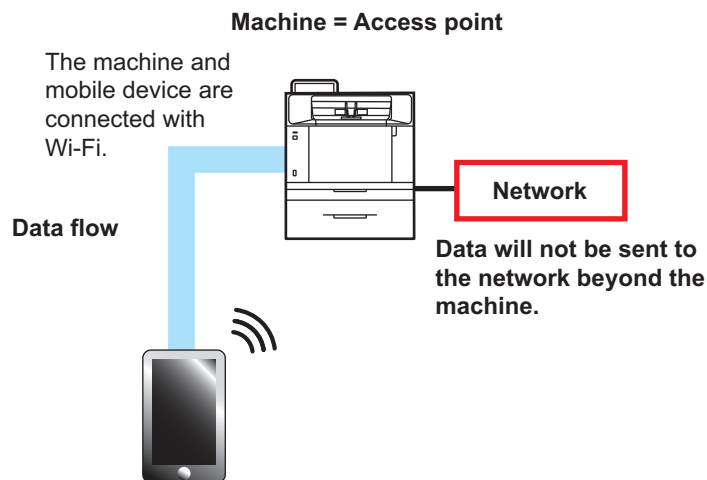 Machine = Access point
The machine and
mobile device are
connected with
Wi-Fi.
Network
Data flow
Data will not be sent to
the network beyond the
machine.